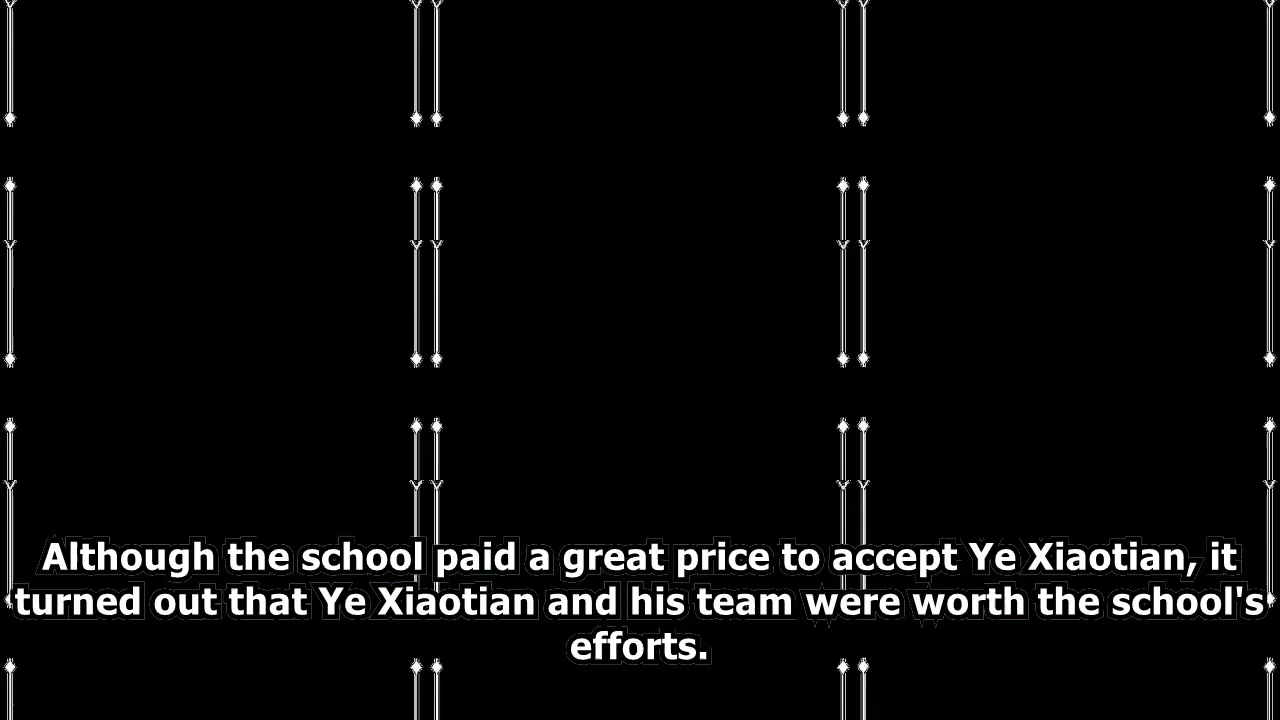 Although the school paid a great price to accept Ye Xiaotian, it
turned out that Ye Xiaotian and his team were worth the school's
efforts.